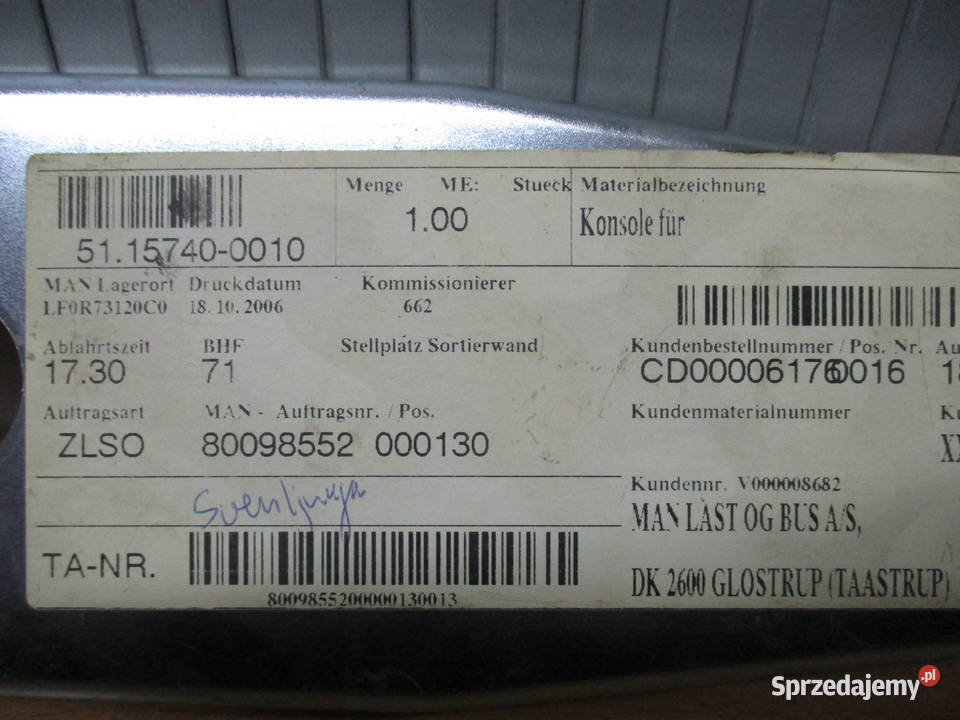 Menge ME: Stueck Materialbezeichnung
1.00 Konsole für
51.15740-0010
MAN Lagerort Druckdatum Kommissionierer
LF0R73120C0 18.10.2006 662
Abfahrtszeit BHF Stellplatz Sortierwand Kundenbestellnummer / Pos. Nr.
17.30 71 CD000061760016
Auftragsart MAN - Auftragsnr. / Pos. Kundenmaterialnummer
ZLSO 80098552 000130
Kundennr. V000008682
Svenljunga
MAN LAST OG BUS A/S,
TA-NR.
DK 2600 GLOSTRUP (TAASTRUP)
8009855200000130013
Sprzedajemy.pl